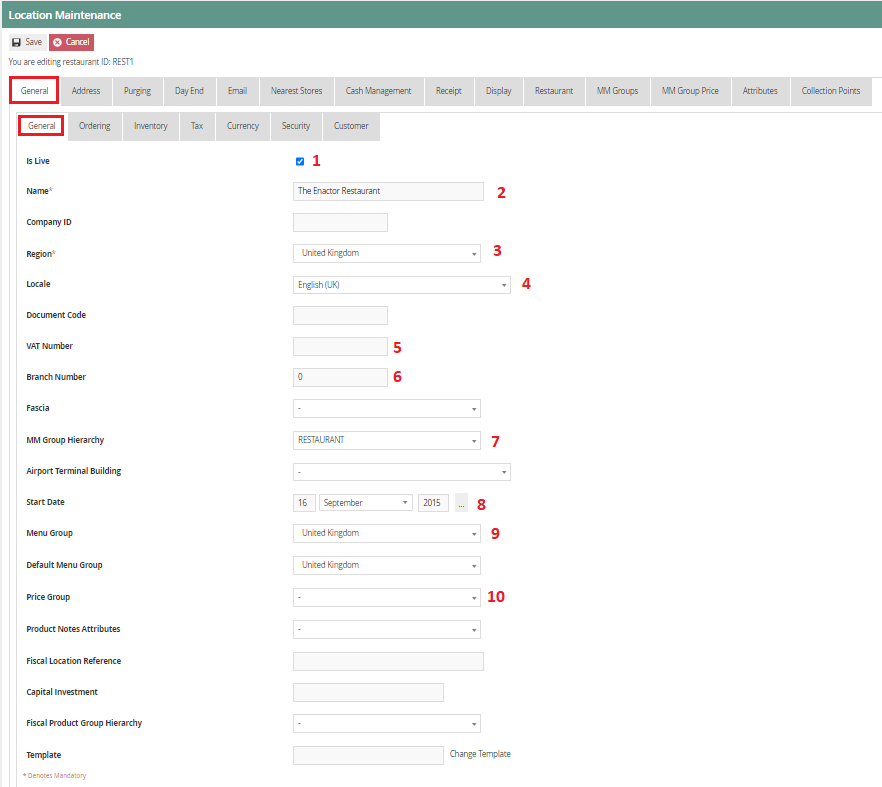 Location Maintenance
Save Cancel
You are editing restaurant ID: REST1
General Address Purging Day End Email Nearest Stores Cash Management Receipt Display Restaurant MM Groups MM Group Price Attributes Collection Points
General Ordering Inventory Tax Currency Security Customer
Is Live 1
Name* The Enactor Restaurant 2
Company ID
Region* United Kingdom 3
Locale English (UK) 4
Document Code
VAT Number 5
Branch Number 0 6
Fascia -
MM Group Hierarchy RESTAURANT 7
Airport Terminal Building -
Start Date 16 September 2015 ... 8
Menu Group United Kingdom 9
Default Menu Group United Kingdom
Price Group - 10
Product Notes Attributes -
Fiscal Location Reference
Capital Investment
Fiscal Product Group Hierarchy -
Template Change Template
* Denotes Mandatory